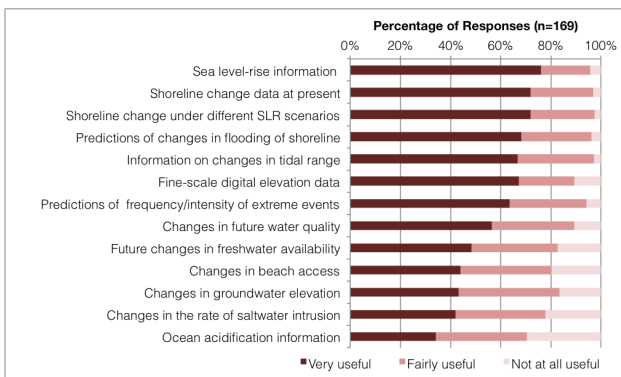 Percentage of Responses (n=169)
0% 20% 40% 60% 80% 100%
Sea level-rise information
Shoreline change data at present
Shoreline change under different SLR scenarios
Predictions of changes in flooding of shoreline
Information on changes in tidal range
Fine-scale digital elevation data
Predictions of frequency/intensity of extreme events
Changes in future water quality
Future changes in freshwater availability
Changes in beach access
Changes in groundwater elevation
Changes in the rate of saltwater intrusion
Ocean acidification information
Very useful Fairly useful Not at all useful